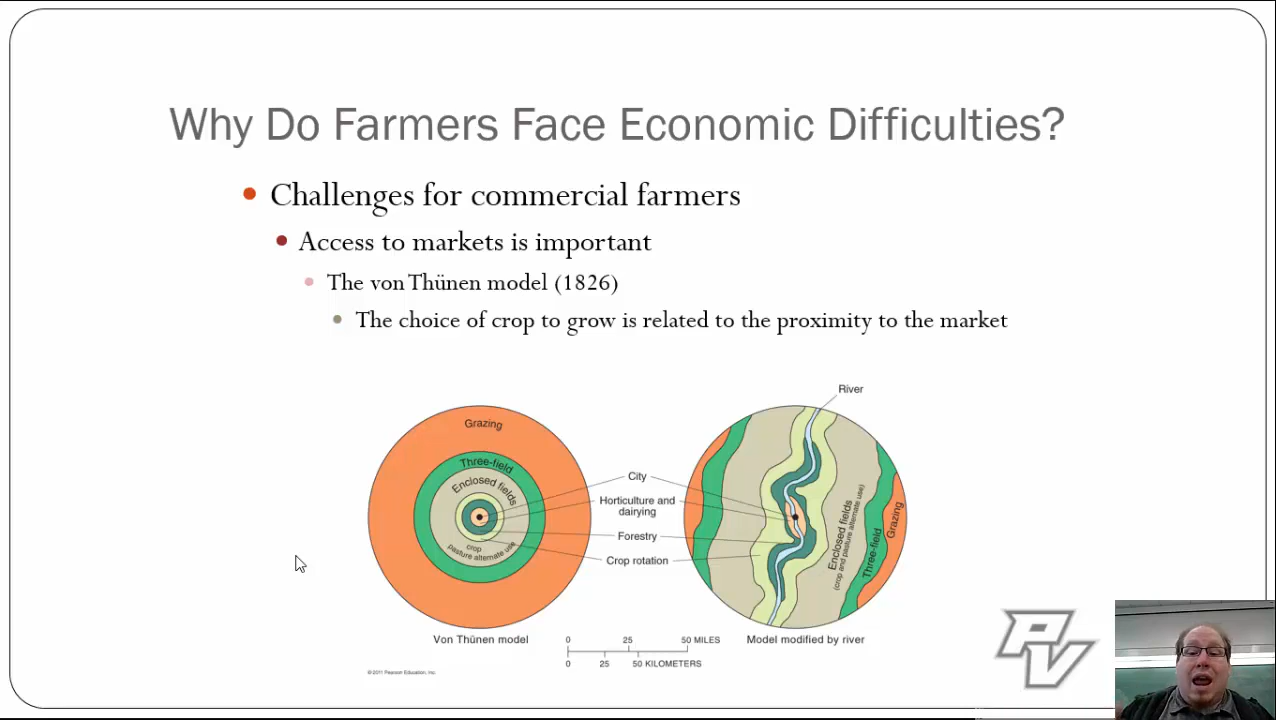 Why Do Farmers Face Economic Difficulties?
Challenges for commercial farmers
Access to markets is important
The von Thünen model (1826)
The choice of crop to grow is related to the proximity to the market
River
Grazing
Three-field
Enclosed fields
crop
pasture alternate use
City
Horticulture and
dairying
Forestry
Crop rotation
Enclosed fields
(crop and pasture alternate use)
Three-field
Grazing
Von Thünen model
0 25 50 MILES
0 25 50 KILOMETERS
Model modified by river
© 2011 Pearson Education, Inc.
PV